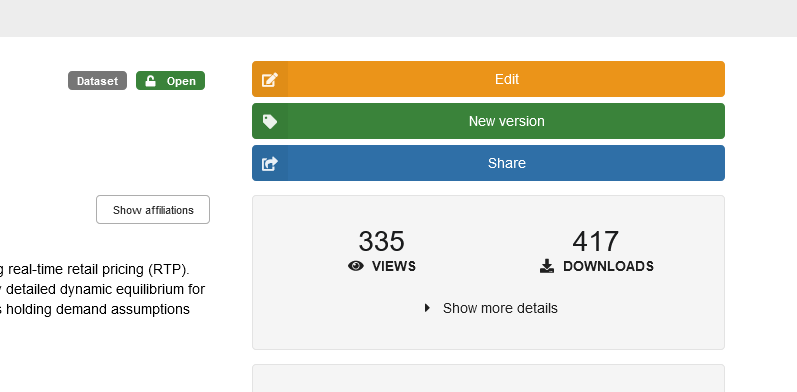 Dataset
Open
Edit
New version
Share
Show affiliations
335
VIEWS
417
DOWNLOADS
Show more details
real-time retail pricing (RTP).
detailed dynamic equilibrium for
holding demand assumptions